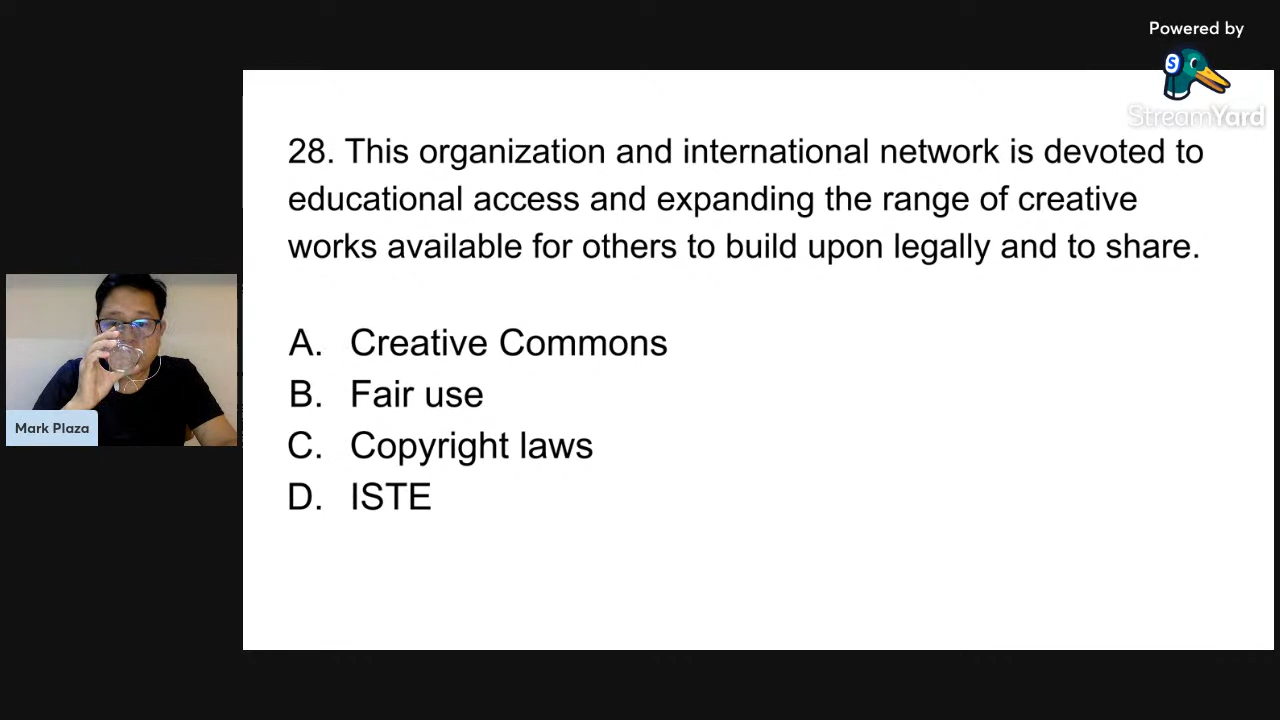 Powered by
StreamYard
28. This organization and international network is devoted to
educational access and expanding the range of creative
works available for others to build upon legally and to share.
A. Creative Commons
B. Fair use
C. Copyright laws
D. ISTE
Mark Plaza